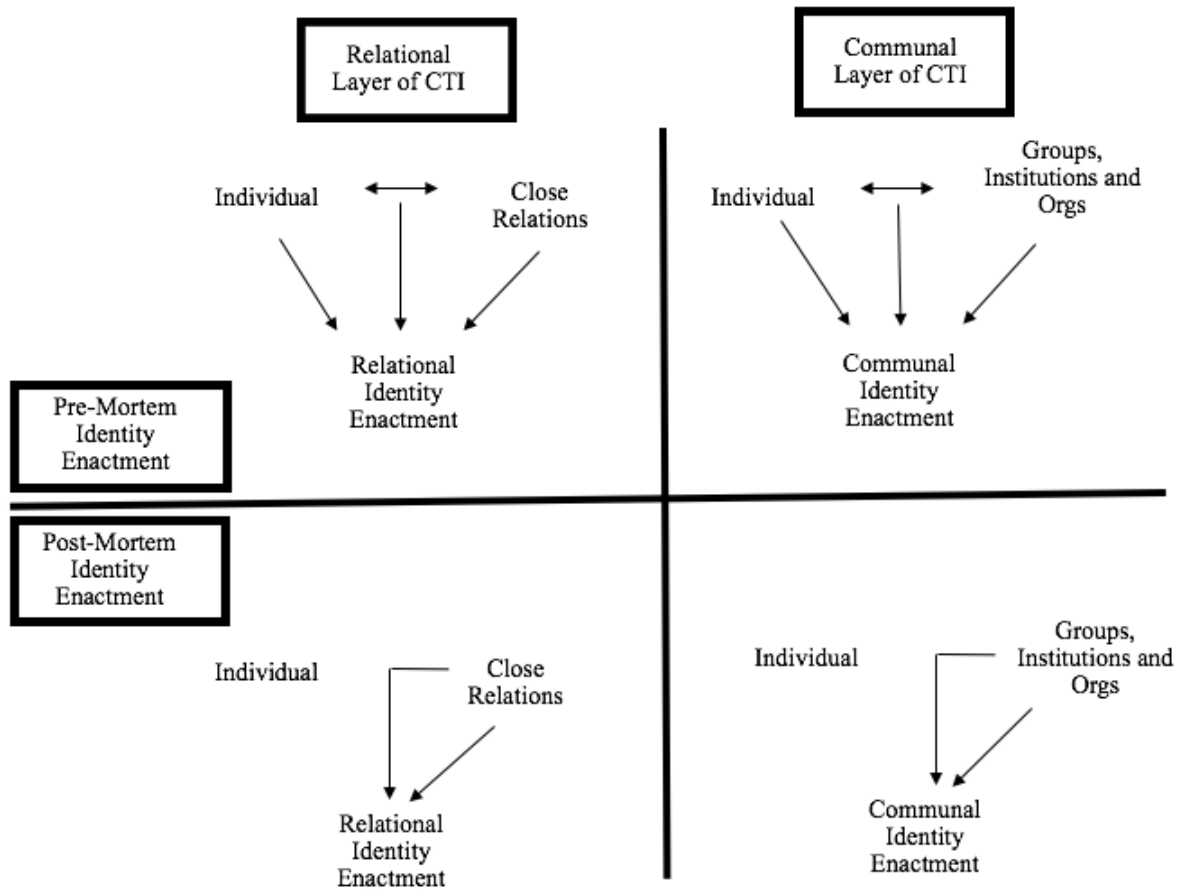 Relational
Layer of CTI
Communal
Layer of CTI
Individual
Close
Relations
Individual
Groups,
Institutions and
Orgs
Relational
Identity
Enactment
Communal
Identity
Enactment
Pre-Mortem
Identity
Enactment
Post-Mortem
Identity
Enactment
Individual
Close
Relations
Individual
Groups,
Institutions and
Orgs
Relational
Identity
Enactment
Communal
Identity
Enactment